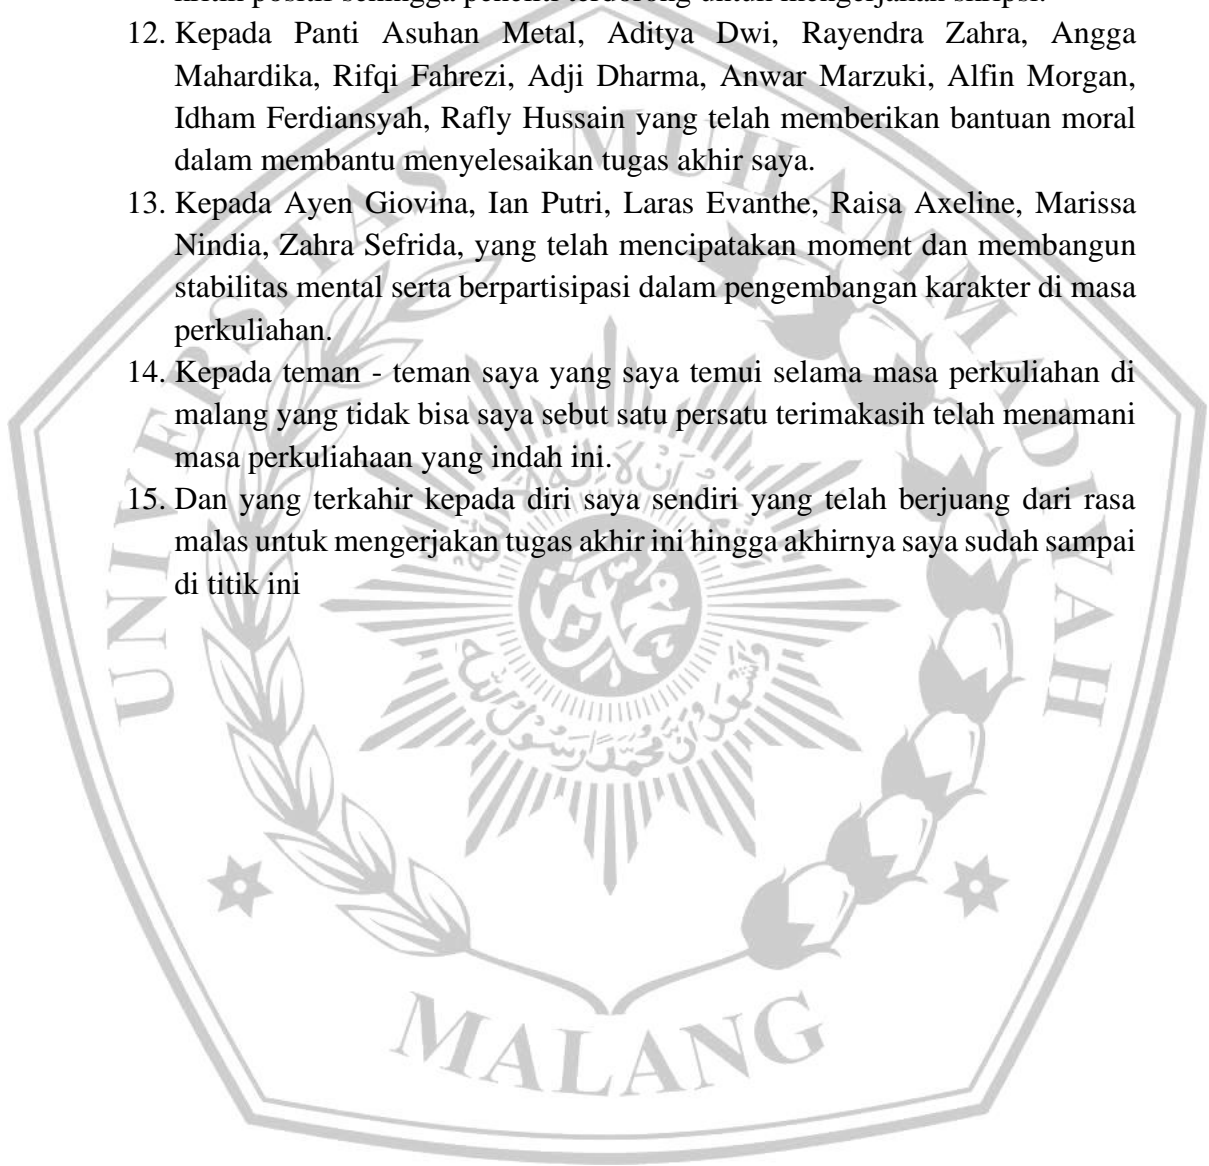 12. Kepada Panti Asuhan Metal, Aditya Dwi, Rayendra Zahra, Angga
Mahardika, Rifqi Fahrezi, Adji Dharma, Anwar Marzuki, Alfin Morgan,
Idham Ferdiansyah, Rafly Hussain yang telah memberikan bantuan moral
dalam membantu menyelesaikan tugas akhir saya.
13. Kepada Ayen Giovina, Ian Putri, Laras Evanthe, Raisa Axeline, Marissa
Nindia, Zahra Sefrida, yang telah mencipatakan moment dan membangun
stabilitas mental serta berpartisipasi dalam pengembangan karakter di masa
perkuliahan.
14. Kepada teman - teman saya yang saya temui selama masa perkuliahan di
malang yang tidak bisa saya sebut satu persatu terimakasih telah menamani
masa perkuliahaan yang indah ini.
15. Dan yang terkahir kepada diri saya sendiri yang telah berjuang dari rasa
malas untuk mengerjakan tugas akhir ini hingga akhirnya saya sudah sampai
di titik ini
UNIVERSITAS MUHAMMADIYAH
MALANG